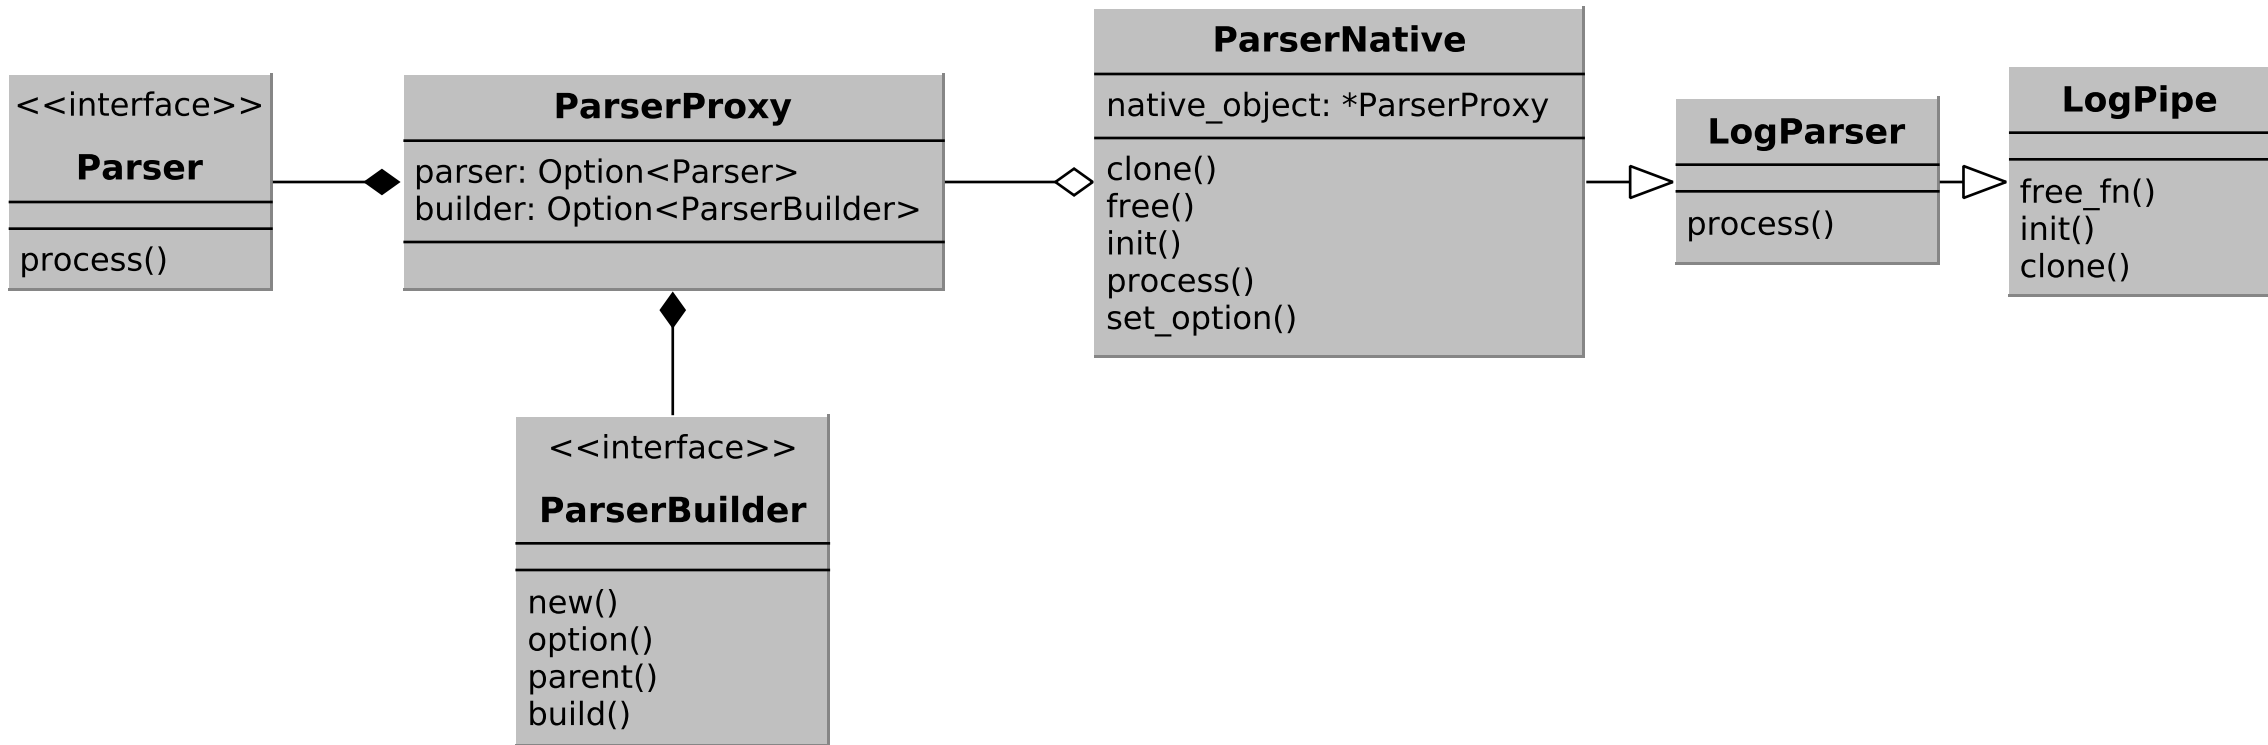 <<interface>>
Parser
process()
ParserProxy
parser: Option<Parser>
builder: Option<ParserBuilder>
ParserNative
native_object: *ParserProxy
clone()
free()
init()
process()
set_option()
LogParser
process()
LogPipe
free_fn()
init()
clone()
<<interface>>
ParserBuilder
new()
option()
parent()
build()